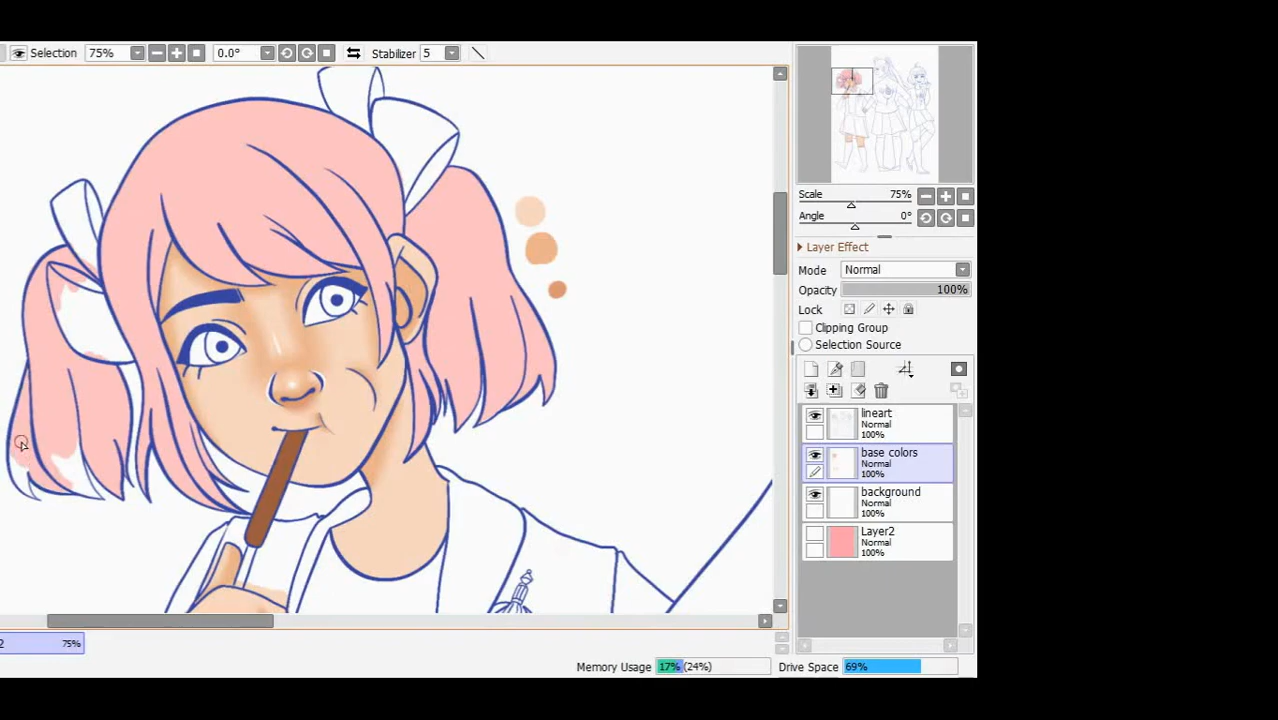 Selection 75% 0.0° Stabilizer 5
Scale 75%
Angle 0°
Layer Effect
Mode Normal
Opacity 100%
Lock
Clipping Group
Selection Source
lineart
Normal
100%
base colors
Normal
100%
background
Normal
100%
Layer2
Normal
100%
2 75%
Memory Usage 17% (24%) Drive Space 69%